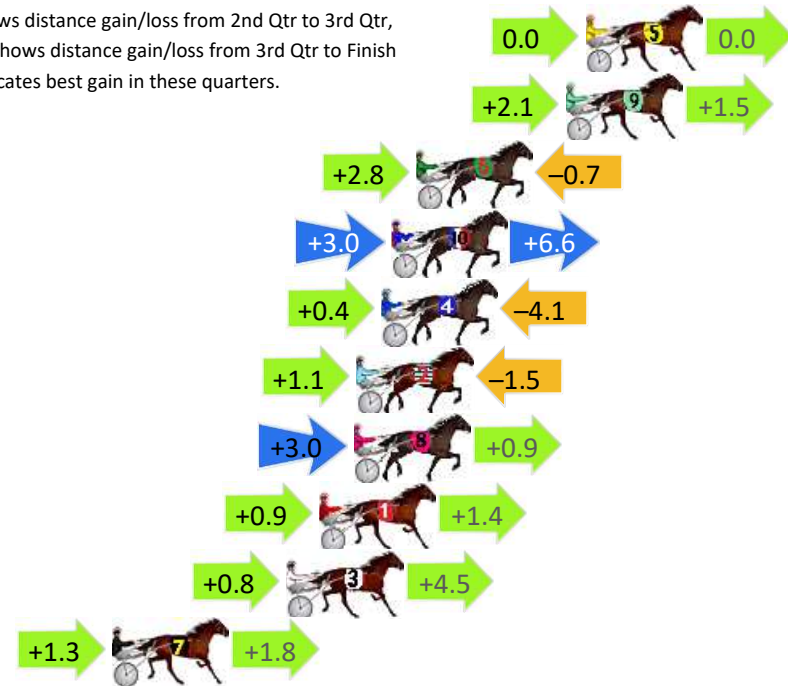 ws distance gain/loss from 2nd Qtr to 3rd Qtr,
hows distance gain/loss from 3rd Qtr to Finish
cates best gain in these quarters.
0.0 5 0.0
+2.1 9 +1.5
+2.8 6 –0.7
+3.0 10 +6.6
+0.4 4 –4.1
+1.1 2 –1.5
+3.0 8 +0.9
+0.9 1 +1.4
+0.8 3 +4.5
+1.3 7 +1.8